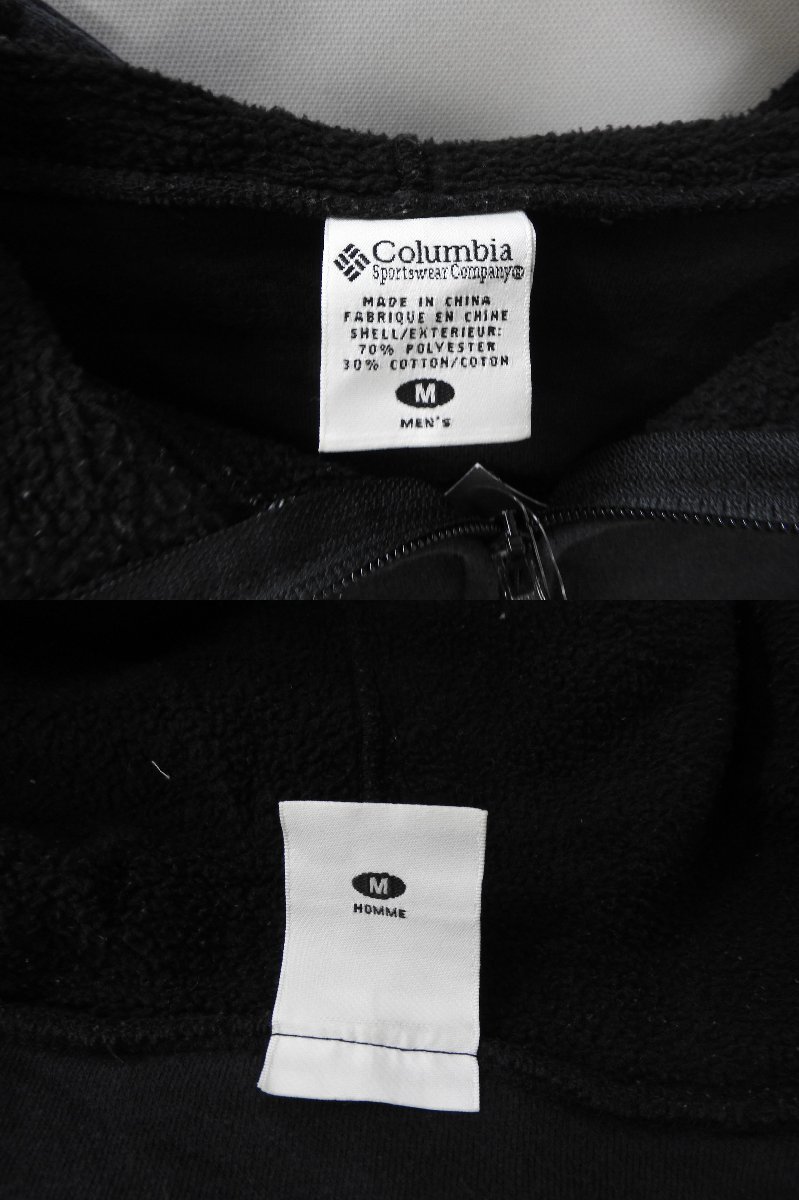 Columbia
Sportswear Company®
MADE IN CHINA
FABRIQUE EN CHINE
SHELL/EXTERIEUR:
70% POLYESTER
30% COTTON/COTON
M
MEN'S
M
HOMME